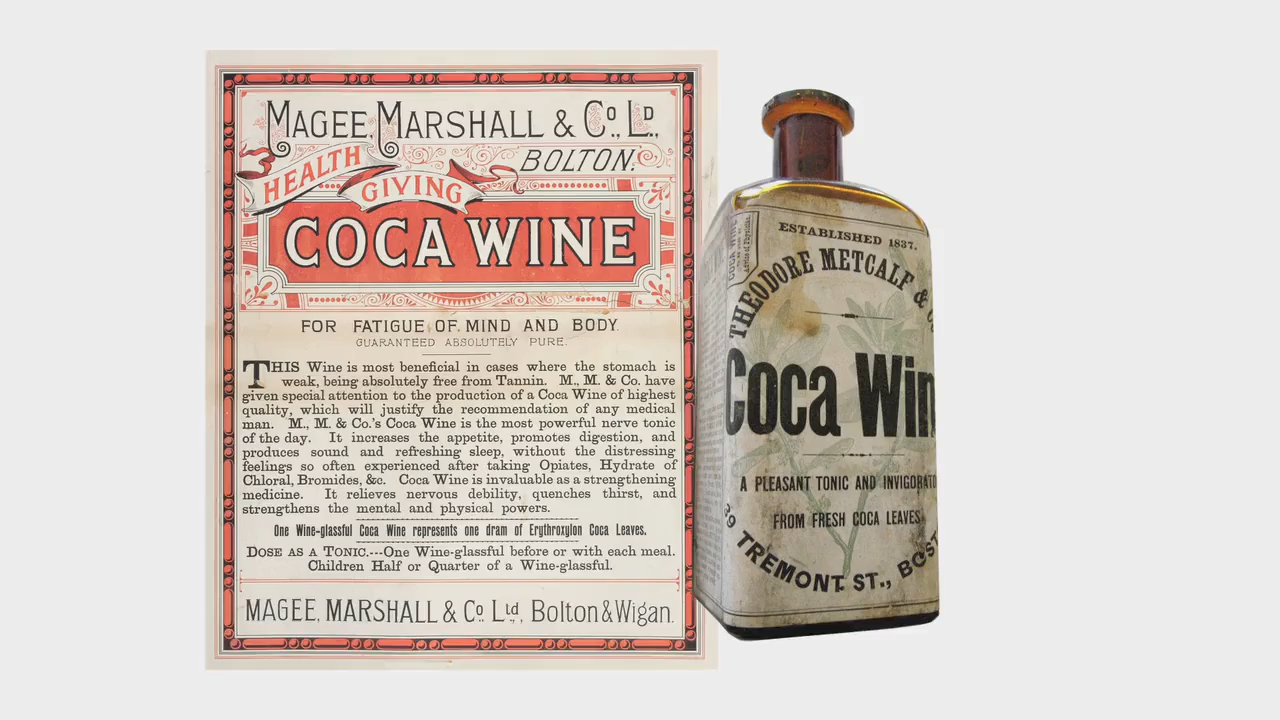 MAGEE, MARSHALL & Co., LD.,
BOLTON.
HEALTH
GIVING
COCA WINE
FOR FATIGUE OF MIND AND BODY.
GUARANTEED ABSOLUTELY PURE.
THIS Wine is most beneficial in cases where the stomach is
weak, being absolutely free from Tannin. M., M. & Co. have
given special attention to the production of a Coca Wine of highest
quality, which will justify the recommendation of any medical
man. M., M. & Co.'s Coca Wine is the most powerful nerve tonic
of the day. It increases the appetite, promotes digestion, and
produces sound and refreshing sleep, without the distressing
feelings so often experienced after taking Opiates, Hydrate of
Chloral, Bromides, &c. Coca Wine is invaluable as a strengthening
medicine. It relieves nervous debility, quenches thirst, and
strengthens the mental and physical powers.
One Wine-glassful Coca Wine represents one dram of Erythroxylon Coca Leaves.
DOSE AS A TONIC.---One Wine-glassful before or with each meal.
Children Half or Quarter of a Wine-glassful.
MAGEE, MARSHALL & Co. Ltd., Bolton & Wigan.
ESTABLISHED 1837.
THEODORE METCALF & Co
Coca Win
A PLEASANT TONIC AND INVIGORATO
FROM FRESH COCA LEAVES
39 TREMONT ST., BOST
COCA WINE